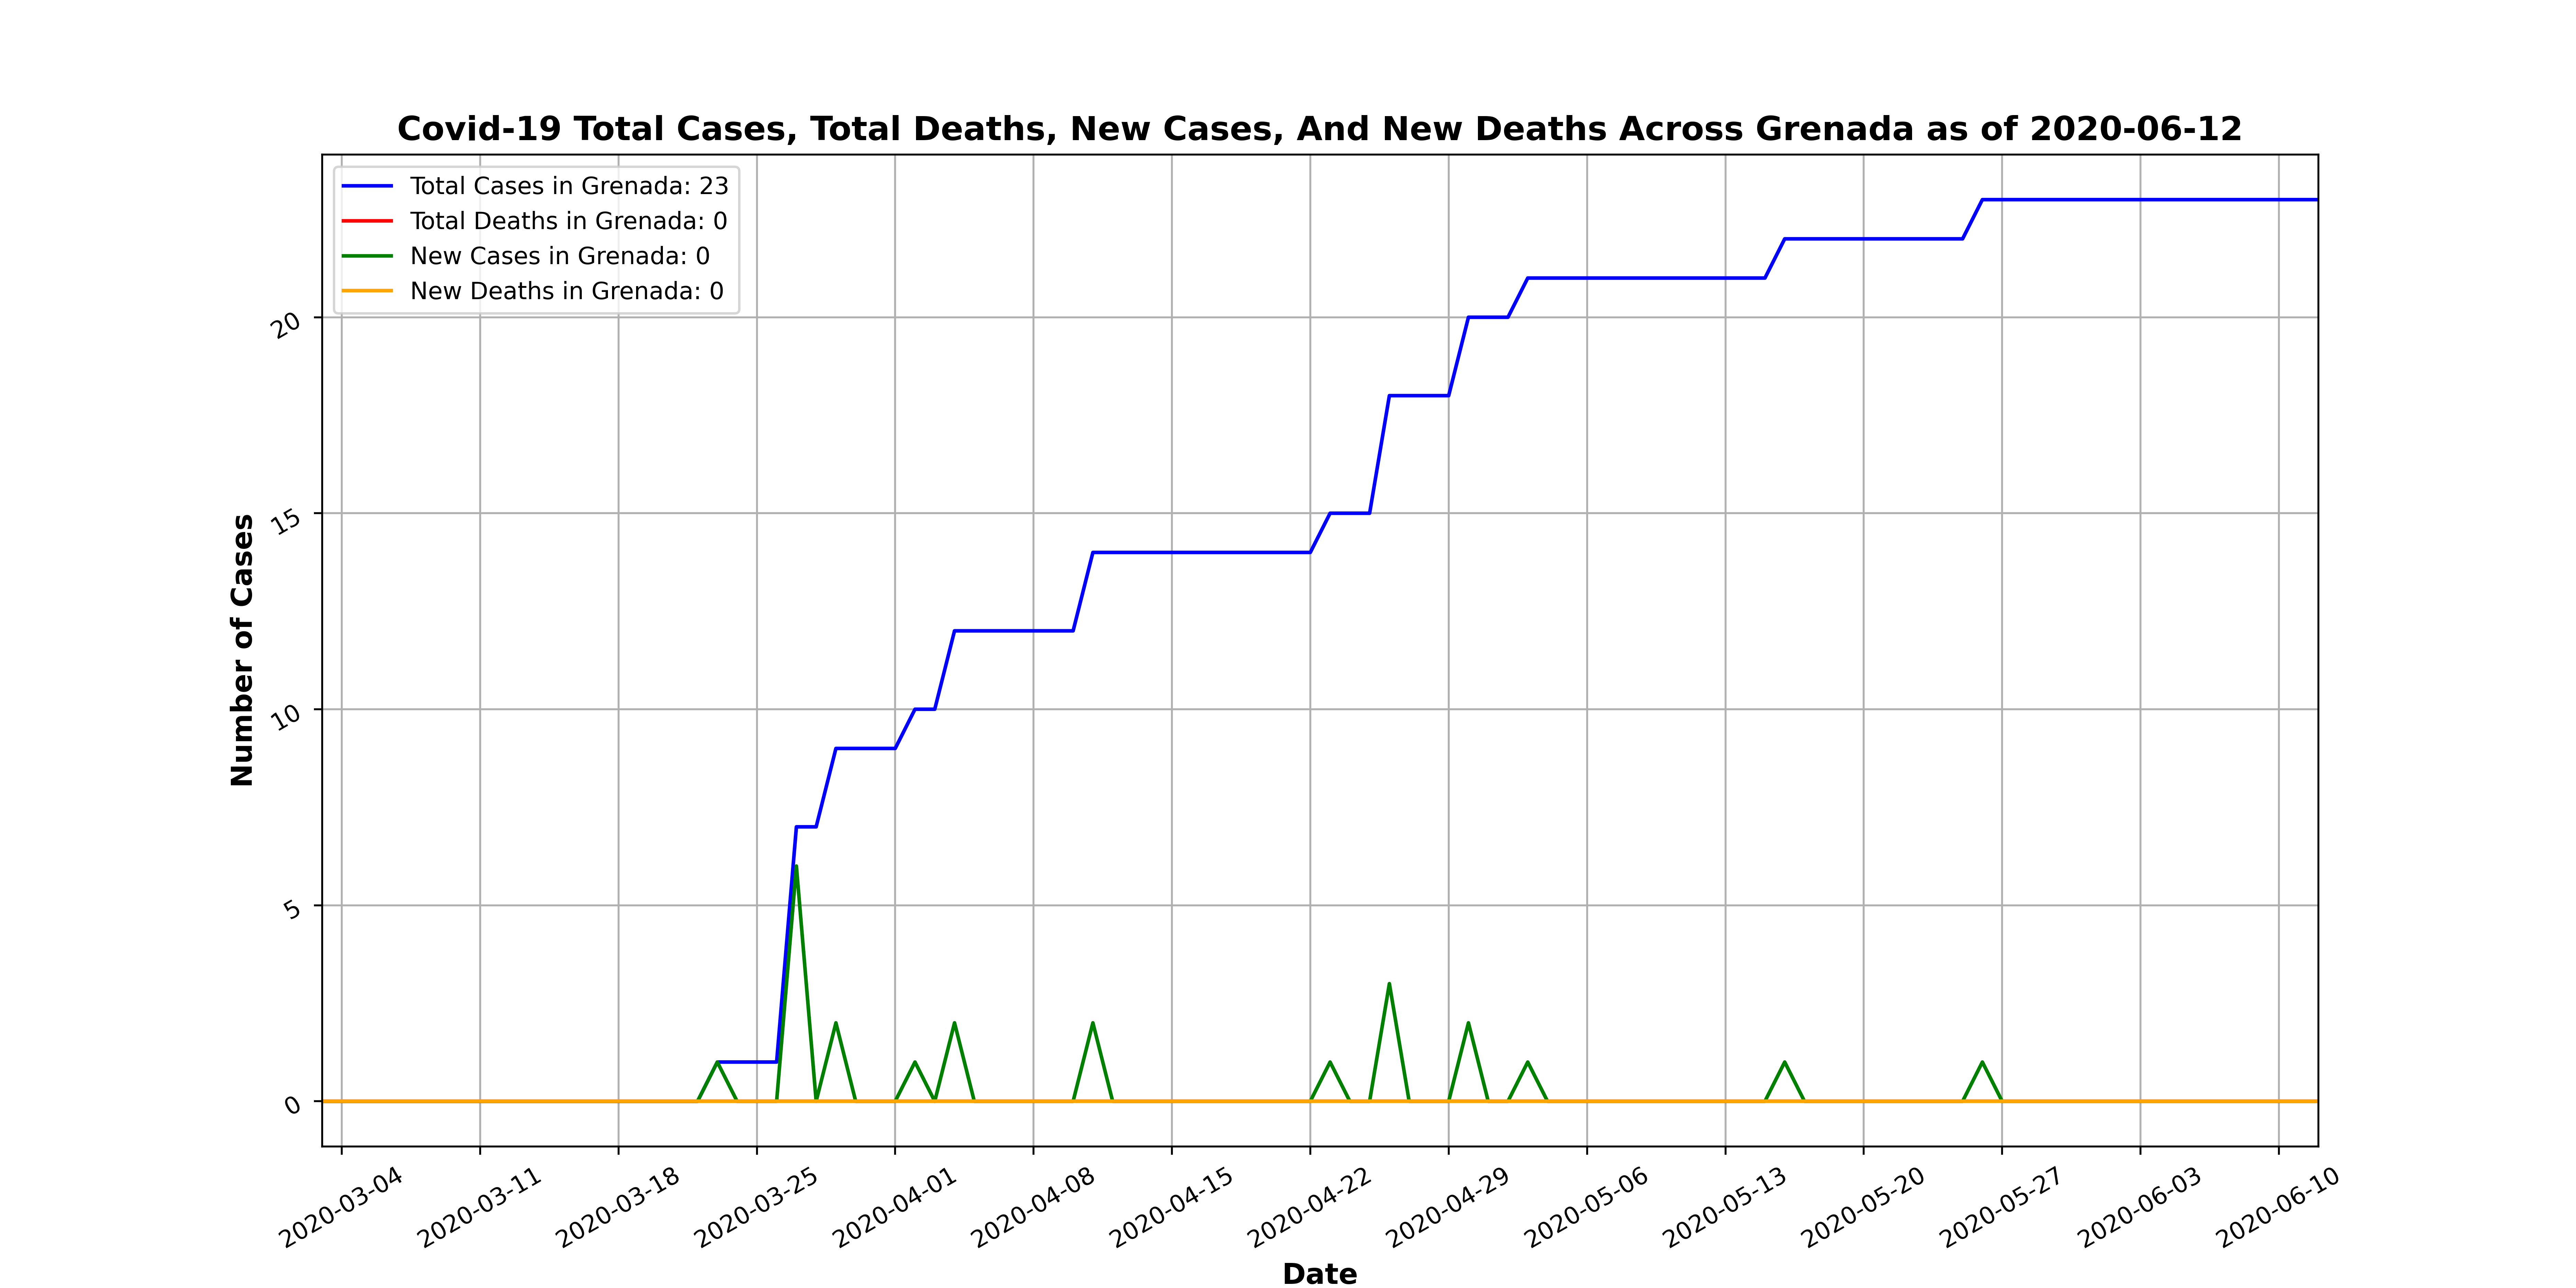 Covid-19 Total Cases, Total Deaths, New Cases, And New Deaths Across Grenada as of 2020-06-12
Total Cases in Grenada: 23
Total Deaths in Grenada: 0
New Cases in Grenada: 0
New Deaths in Grenada: 0
Number of Cases
20
15
10
5
0
2020-03-04
2020-03-11
2020-03-18
2020-03-25
2020-04-01
2020-04-08
2020-04-15
2020-04-22
2020-04-29
2020-05-06
2020-05-13
2020-05-20
2020-05-27
2020-06-03
2020-06-10
Date